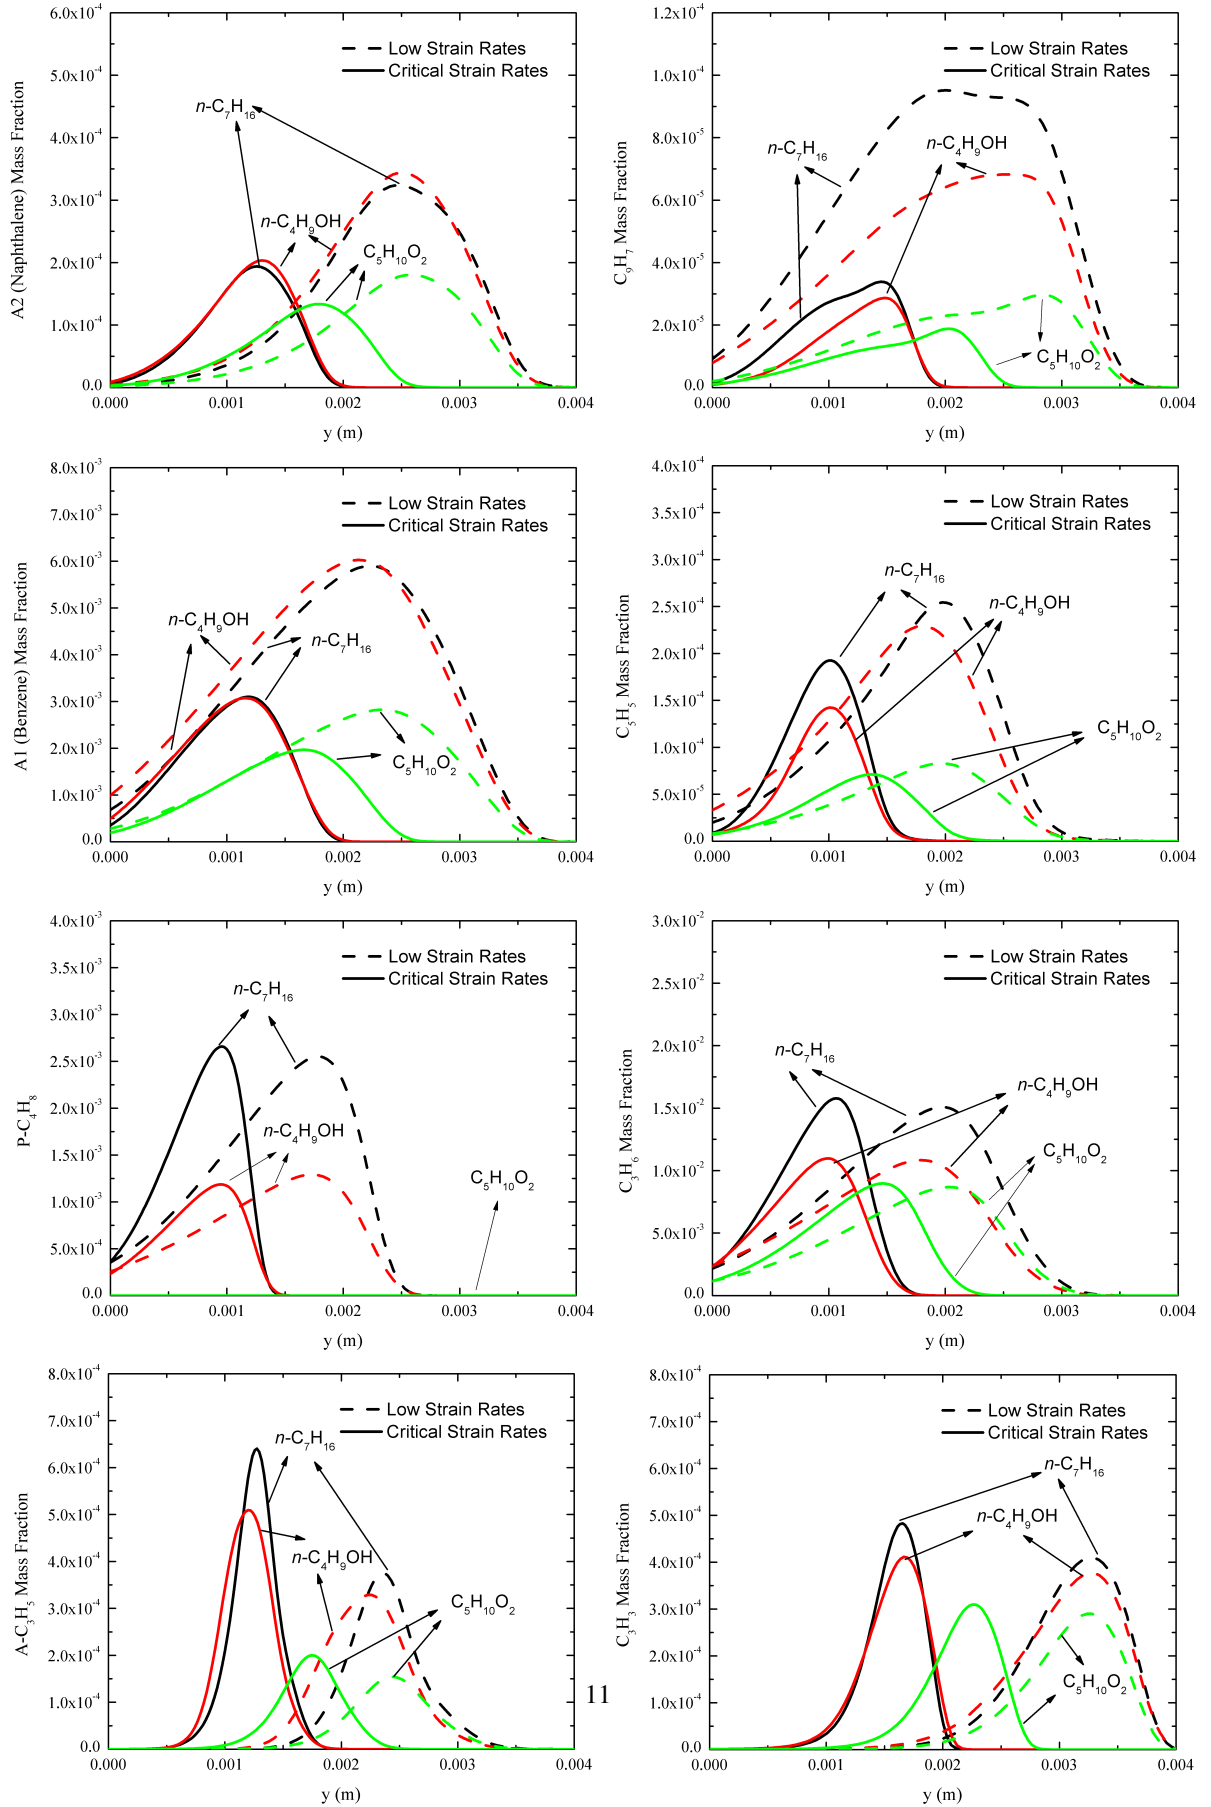 6.0x10⁻⁴
5.0x10⁻⁴
4.0x10⁻⁴
3.0x10⁻⁴
2.0x10⁻⁴
1.0x10⁻⁴
0.0
0.000 0.001 0.002 0.003 0.004
y (m)
A2 (Naphthalene) Mass Fraction
Low Strain Rates
Critical Strain Rates
n-C₇H₁₆
n-C₄H₉OH
C₅H₁₀O₂
1.2x10⁻⁴
1.0x10⁻⁴
8.0x10⁻⁵
6.0x10⁻⁵
4.0x10⁻⁵
2.0x10⁻⁵
0.0
0.000 0.001 0.002 0.003 0.004
y (m)
C₉H₇ Mass Fraction
Low Strain Rates
Critical Strain Rates
n-C₄H₉OH
n-C₇H₁₆
C₅H₁₀O₂
8.0x10⁻³
7.0x10⁻³
6.0x10⁻³
5.0x10⁻³
4.0x10⁻³
3.0x10⁻³
2.0x10⁻³
1.0x10⁻³
0.0
0.000 0.001 0.002 0.003 0.004
y (m)
A1 (Benzene) Mass Fraction
Low Strain Rates
Critical Strain Rates
n-C₄H₉OH
n-C₇H₁₆
C₅H₁₀O₂
4.0x10⁻⁴
3.5x10⁻⁴
3.0x10⁻⁴
2.5x10⁻⁴
2.0x10⁻⁴
1.5x10⁻⁴
1.0x10⁻⁴
5.0x10⁻⁵
0.0
0.000 0.001 0.002 0.003 0.004
y (m)
C₅H₅ Mass Fraction
Low Strain Rates
Critical Strain Rates
n-C₇H₁₆
n-C₄H₉OH
C₅H₁₀O₂
4.0x10⁻³
3.5x10⁻³
3.0x10⁻³
2.5x10⁻³
2.0x10⁻³
1.5x10⁻³
1.0x10⁻³
5.0x10⁻⁴
0.0
0.000 0.001 0.002 0.003 0.004
y (m)
P-C₄H₈
Low Strain Rates
Critical Strain Rates
n-C₇H₁₆
n-C₄H₉OH
C₅H₁₀O₂
3.0x10⁻²
2.5x10⁻²
2.0x10⁻²
1.5x10⁻²
1.0x10⁻²
5.0x10⁻³
0.0
0.000 0.001 0.002 0.003 0.004
y (m)
C₃H₆ Mass Fraction
Low Strain Rates
Critical Strain Rates
n-C₇H₁₆
n-C₄H₉OH
C₅H₁₀O₂
8.0x10⁻⁴
7.0x10⁻⁴
6.0x10⁻⁴
5.0x10⁻⁴
4.0x10⁻⁴
3.0x10⁻⁴
2.0x10⁻⁴
1.0x10⁻⁴
0.0
0.000 0.001 0.002 0.003 0.004
y (m)
A-C₃H₅ Mass Fraction
Low Strain Rates
Critical Strain Rates
n-C₇H₁₆
n-C₄H₉OH
C₅H₁₀O₂
8.0x10⁻⁴
7.0x10⁻⁴
6.0x10⁻⁴
5.0x10⁻⁴
4.0x10⁻⁴
3.0x10⁻⁴
2.0x10⁻⁴
1.0x10⁻⁴
0.0
0.000 0.001 0.002 0.003 0.004
y (m)
C₃H₃ Mass Fraction
Low Strain Rates
Critical Strain Rates
n-C₇H₁₆
n-C₄H₉OH
C₅H₁₀O₂
11